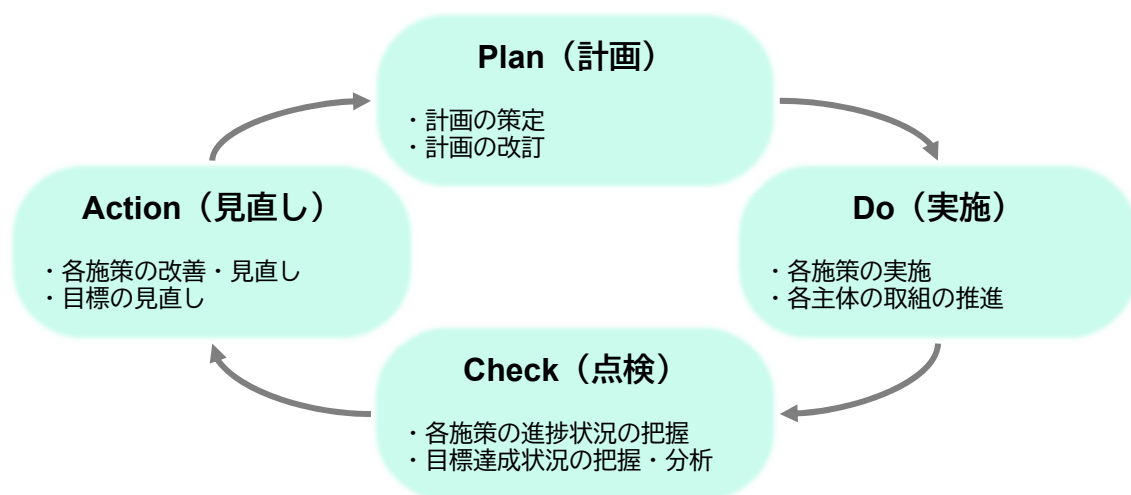 Plan（計画）
・計画の策定
・計画の改訂
Do（実施）
・各施策の実施
・各主体の取組の推進
Check（点検）
・各施策の進捗状況の把握
・目標達成状況の把握・分析
Action（見直し）
・各施策の改善・見直し
・目標の見直し